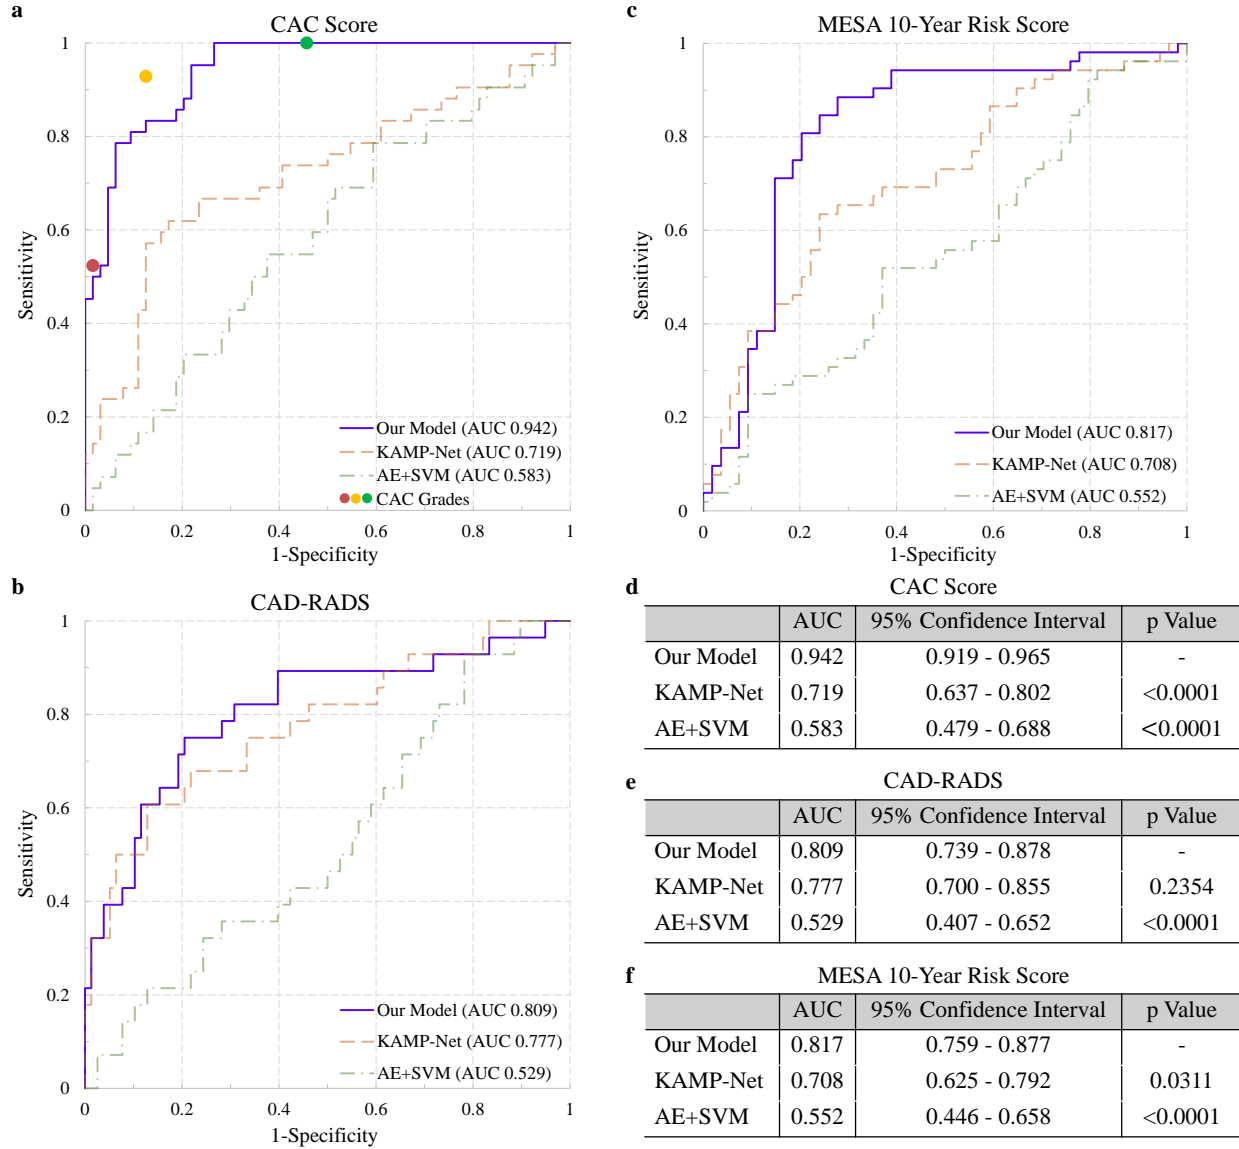 a
CAC Score
1
0.8
0.6
0.4
0.2
0
Sensitivity
Our Model (AUC 0.942)
KAMP-Net (AUC 0.719)
AE+SVM (AUC 0.583)
CAC Grades
0 0.2 0.4 0.6 0.8 1
1-Specificity
b
CAD-RADS
1
0.8
0.6
0.4
0.2
0
Sensitivity
Our Model (AUC 0.809)
KAMP-Net (AUC 0.777)
AE+SVM (AUC 0.529)
0 0.2 0.4 0.6 0.8 1
1-Specificity
c
MESA 10-Year Risk Score
1
0.8
0.6
0.4
0.2
0
Sensitivity
Our Model (AUC 0.817)
KAMP-Net (AUC 0.708)
AE+SVM (AUC 0.552)
0 0.2 0.4 0.6 0.8 1
1-Specificity
d
CAC Score
AUC 95% Confidence Interval p Value
Our Model 0.942 0.919 - 0.965 -
KAMP-Net 0.719 0.637 - 0.802 <0.0001
AE+SVM 0.583 0.479 - 0.688 <0.0001
e
CAD-RADS
AUC 95% Confidence Interval p Value
Our Model 0.809 0.739 - 0.878 -
KAMP-Net 0.777 0.700 - 0.855 0.2354
AE+SVM 0.529 0.407 - 0.652 <0.0001
f
MESA 10-Year Risk Score
AUC 95% Confidence Interval p Value
Our Model 0.817 0.759 - 0.877 -
KAMP-Net 0.708 0.625 - 0.792 0.0311
AE+SVM 0.552 0.446 - 0.658 <0.0001